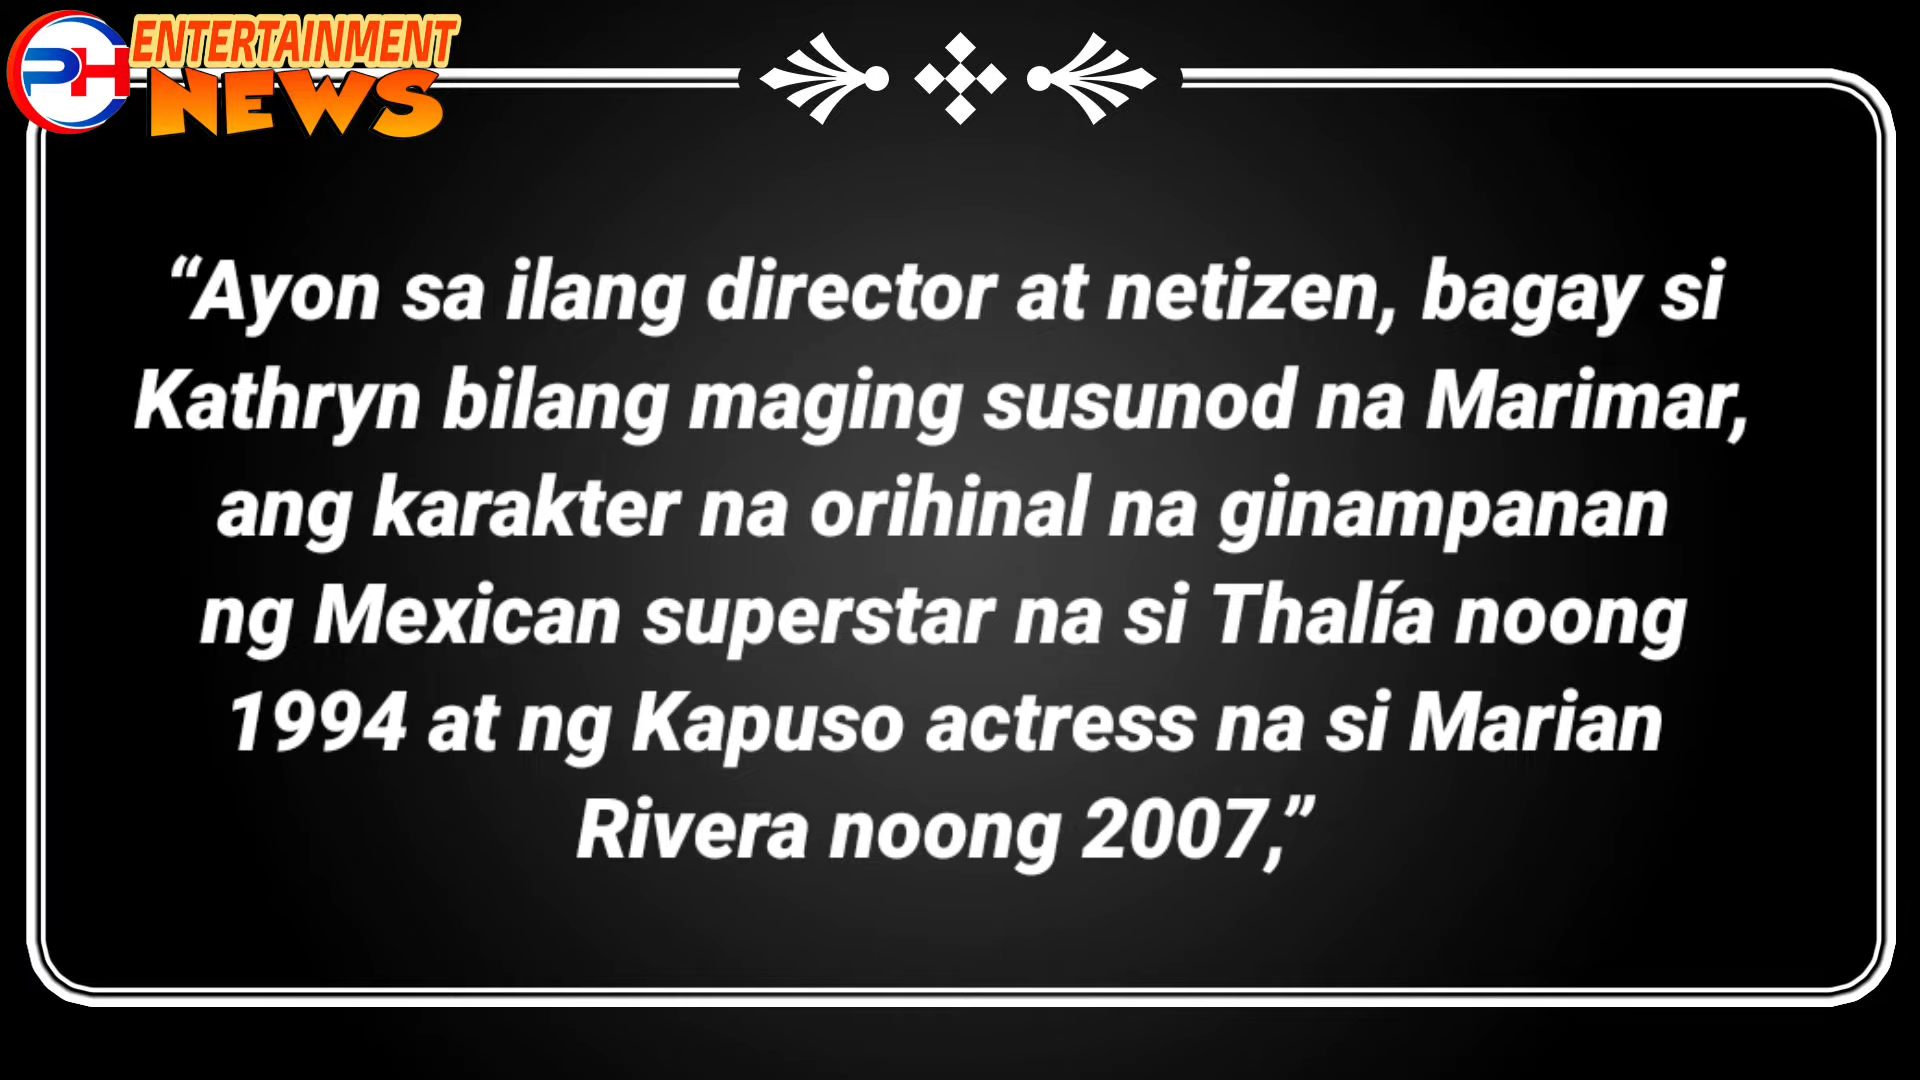 PH ENTERTAINMENT
NEWS
“Ayon sa ilang director at netizen, bagay si
Kathryn bilang maging susunod na Marimar,
ang karakter na orihinal na ginampanan
ng Mexican superstar na si Thalía noong
1994 at ng Kapuso actress na si Marian
Rivera noong 2007,”